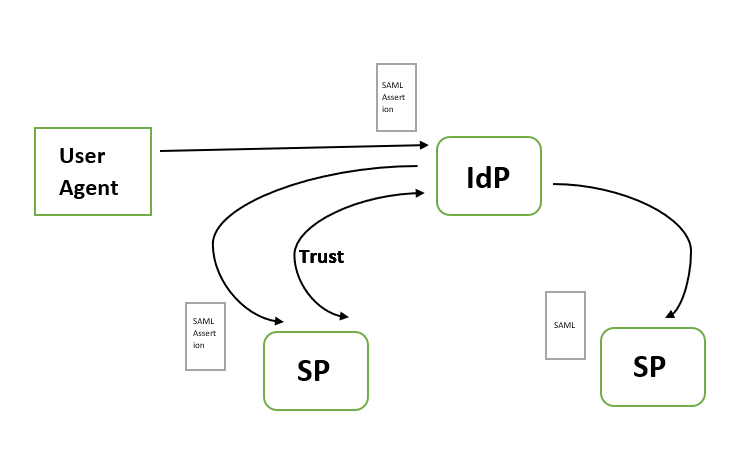 SAML
Assert
ion
User
Agent
IdP
Trust
SAML
Assert
ion
SAML
SP
SP